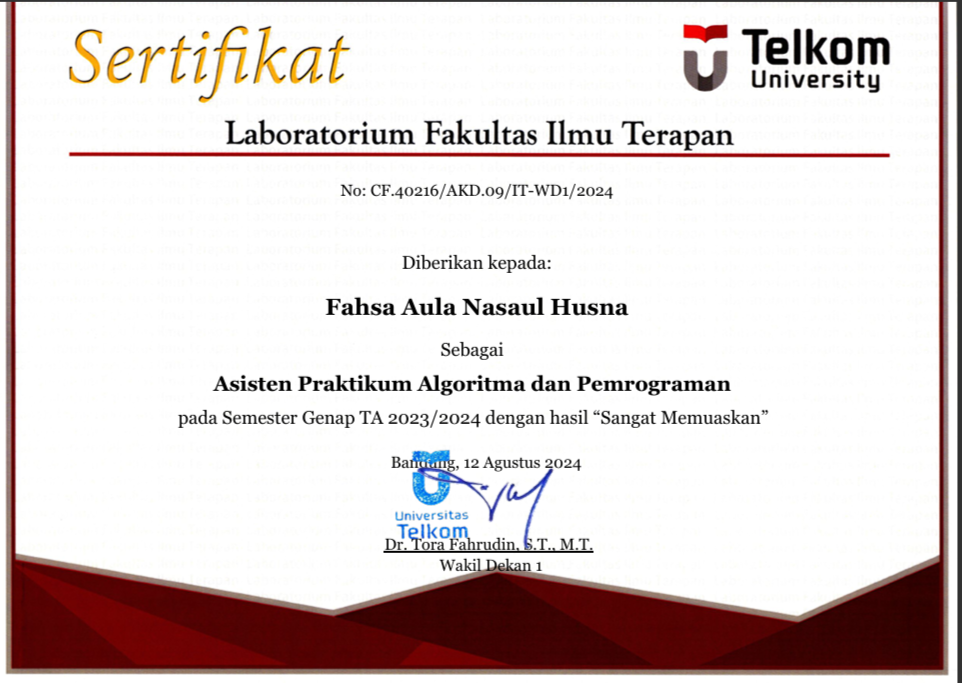 Sertifikat
Telkom
University
Laboratorium Fakultas Ilmu Terapan
No: CF.40216/AKD.09/IT-WD1/2024
Diberikan kepada:
Fahsa Aula Nasaul Husna
Sebagai
Asisten Praktikum Algoritma dan Pemrograman
pada Semester Genap TA 2023/2024 dengan hasil “Sangat Memuaskan”
Bandung, 12 Agustus 2024
Universitas
Telkom
Dr. Tora Fahrudin, S.T., M.T.
Wakil Dekan 1